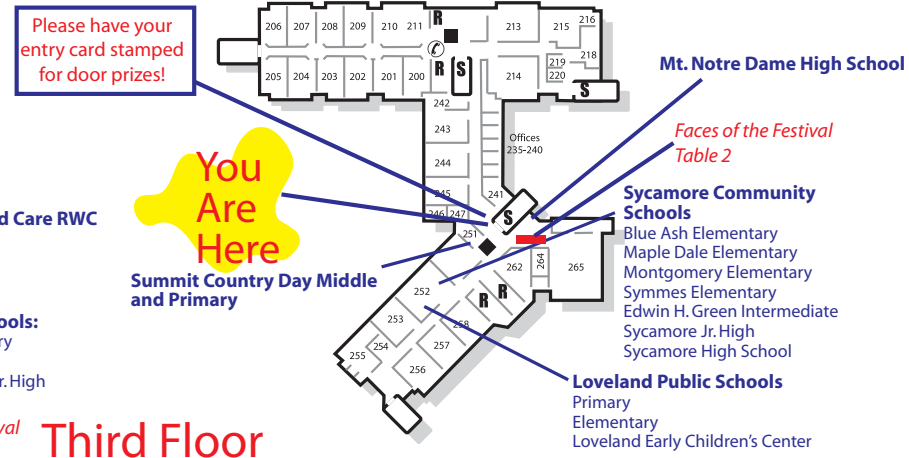 Please have your
entry card stamped
for door prizes!
206
207
208
209
210
211
R
213
215
216
218
219
220
205
204
203
202
201
200
R
S
214
S
242
243
244
245
246
247
Offices
235-240
241
S
Mt. Notre Dame High School
Faces of the Festival
Table 2
You
Are
Here
d Care RWC
Summit Country Day Middle
and Primary
251
252
253
254
255
256
257
258
R
R
262
264
265
Sycamore Community
Schools
Blue Ash Elementary
Maple Dale Elementary
Montgomery Elementary
Symmes Elementary
Edwin H. Green Intermediate
Sycamore Jr. High
Sycamore High School
ools:
ry
r. High
val
Loveland Public Schools
Primary
Elementary
Loveland Early Children's Center
Third Floor